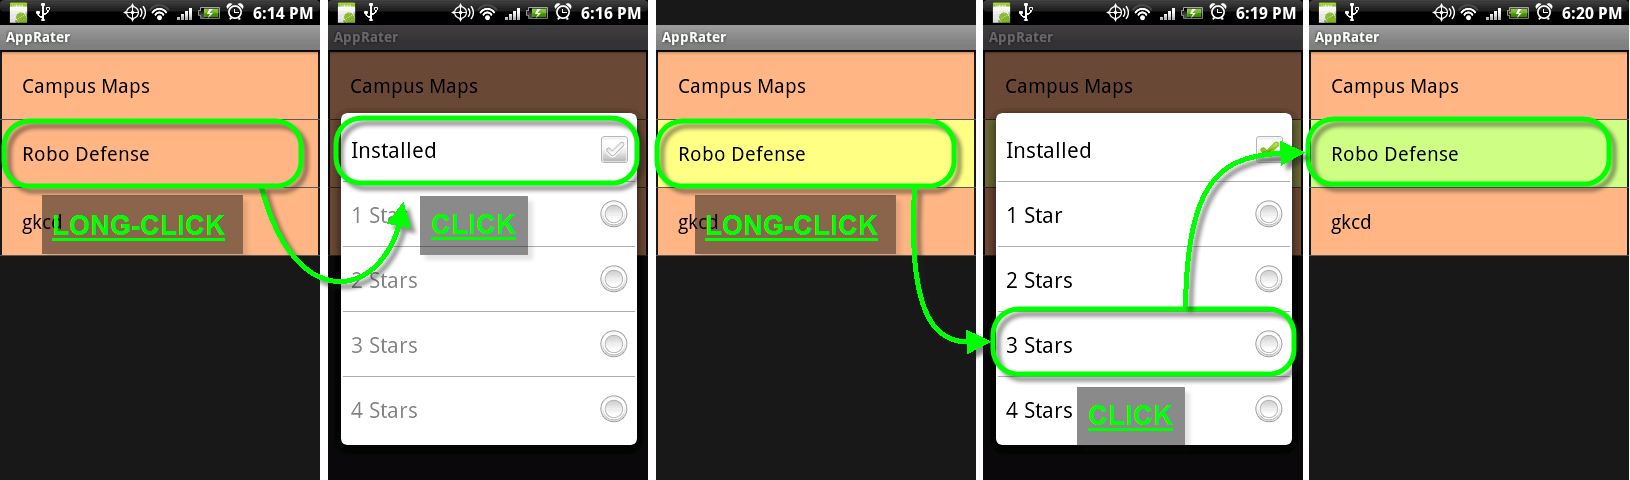 6:14 PM
AppRater
Campus Maps
Robo Defense
gkcd
LONG-CLICK
6:16 PM
AppRater
Campus Maps
Installed
1 Star
CLICK
2 Stars
3 Stars
4 Stars
AppRater
Campus Maps
Robo Defense
gkcd
LONG-CLICK
6:19 PM
AppRater
Campus Maps
Installed
1 Star
2 Stars
3 Stars
4 Stars
CLICK
6:20 PM
AppRater
Campus Maps
Robo Defense
gkcd